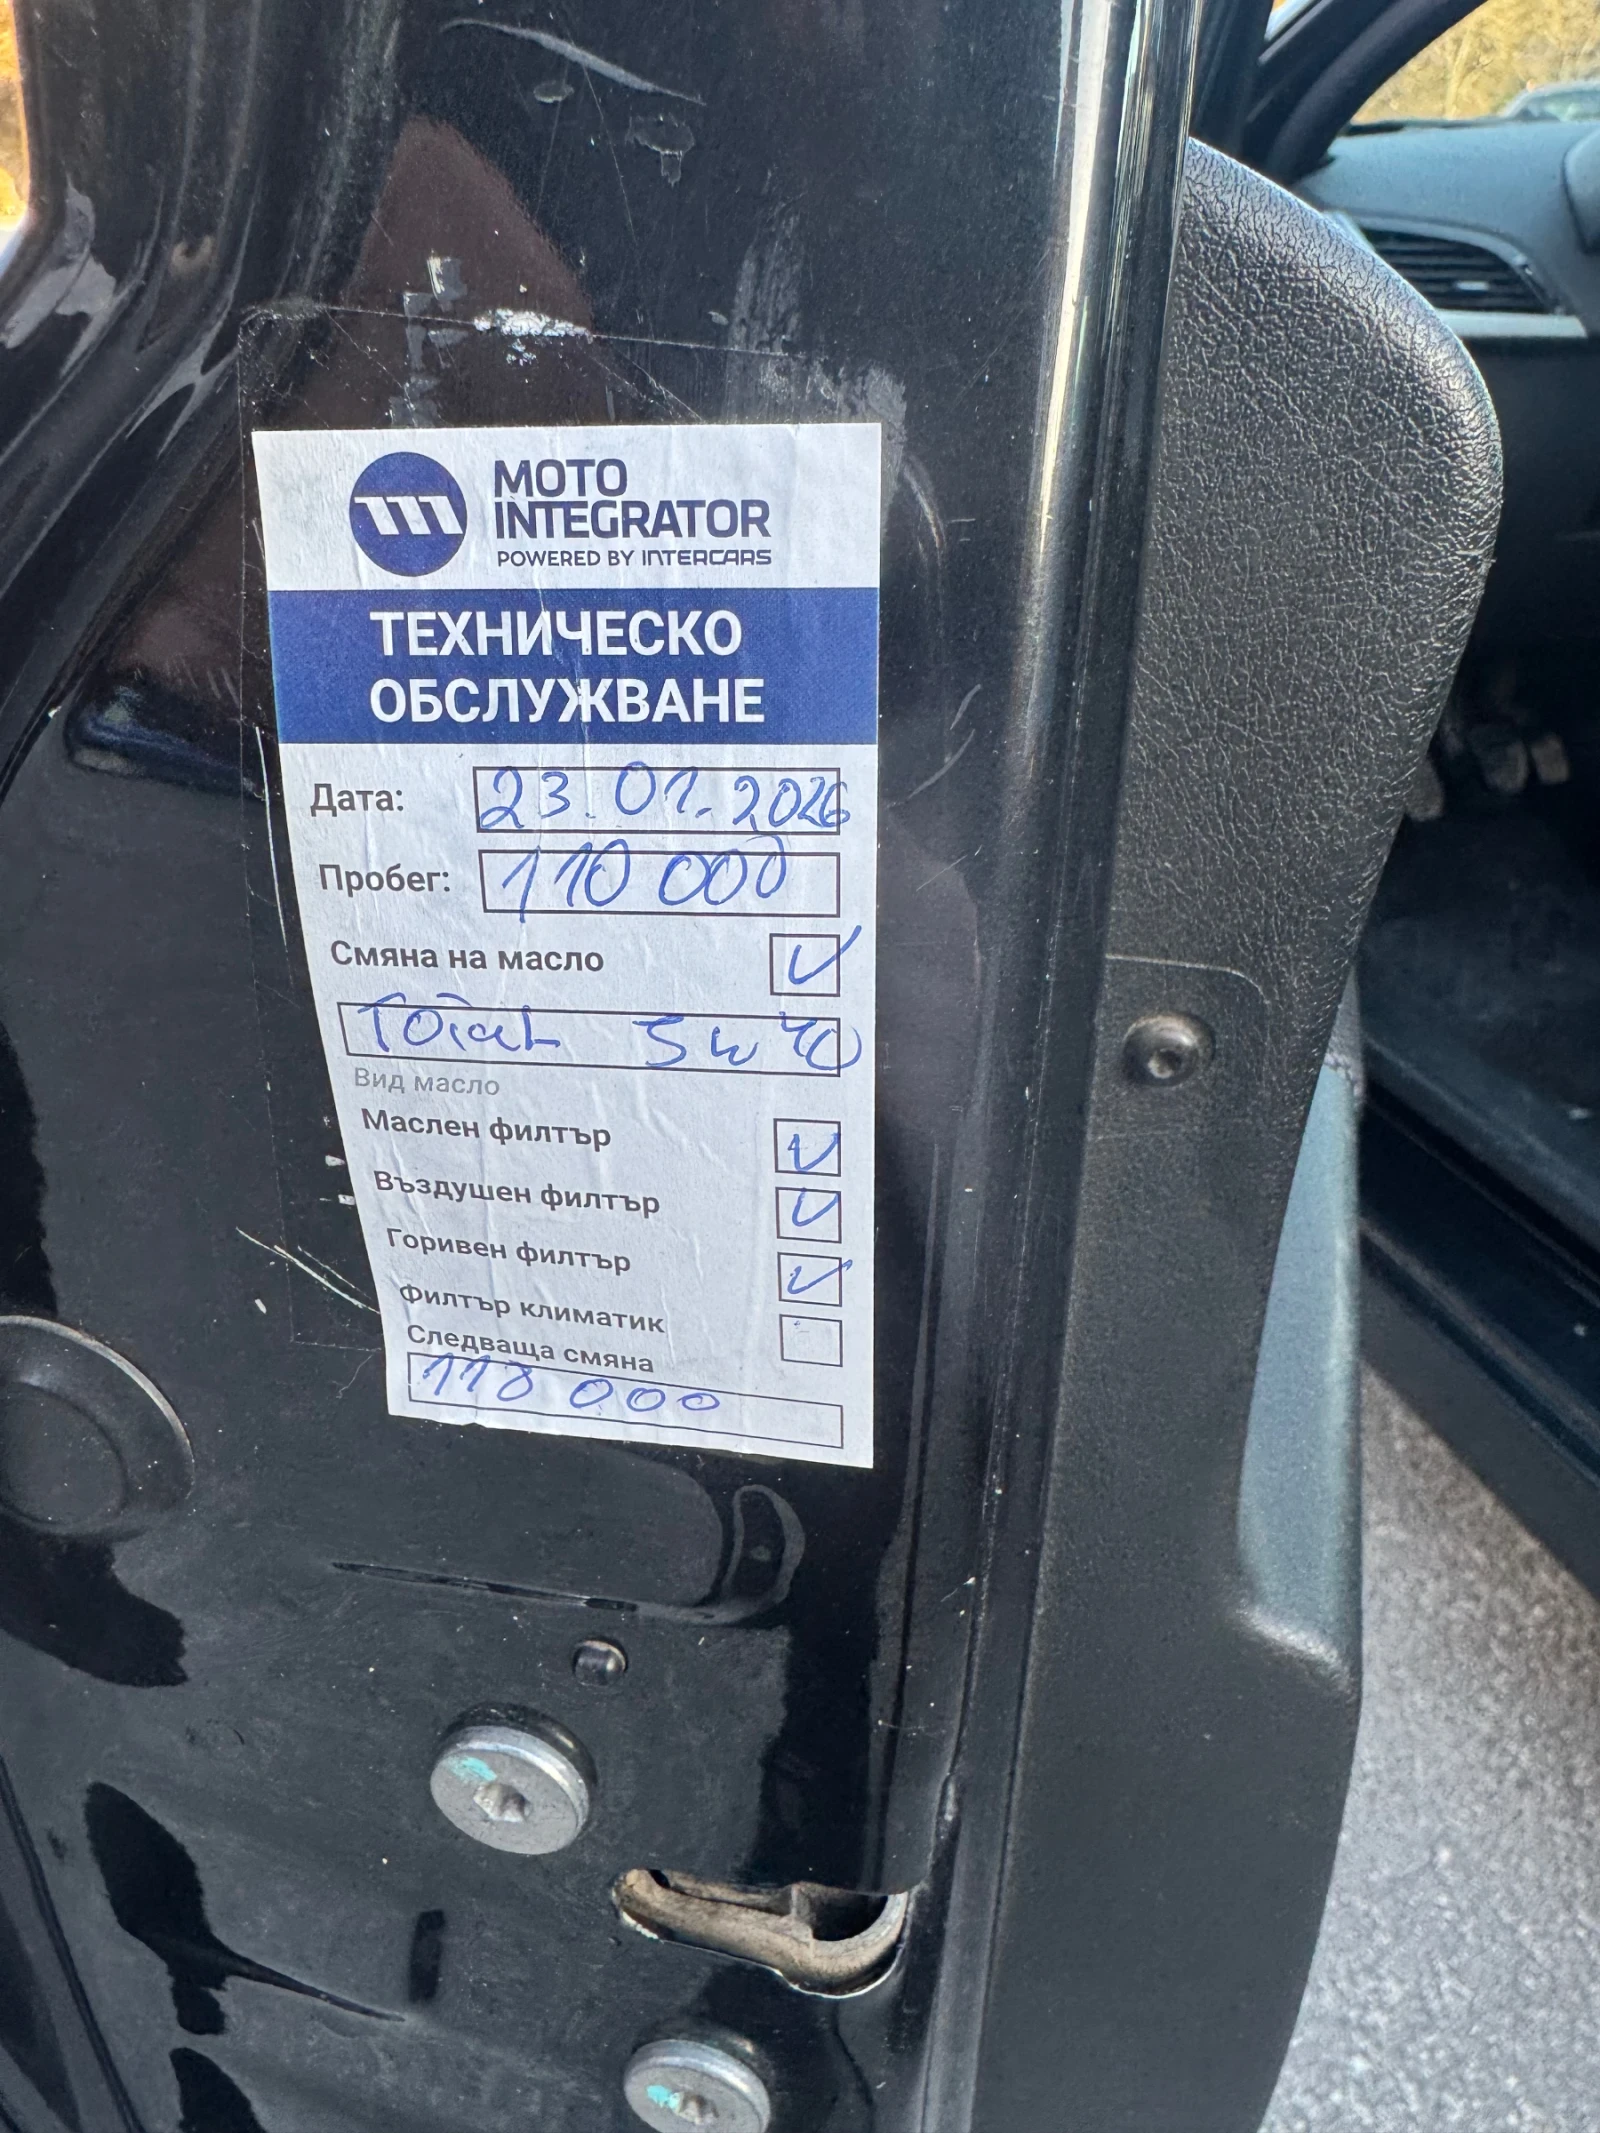 MOTO
INTEGRATOR
POWERED BY INTERCARS
ТЕХНИЧЕСКО
ОБСЛУЖВАНЕ
Дата: 23.01.2026
Пробег: 110 000
Смяна на масло ✓
Total 5w40
Вид масло
Маслен филтър ✓
Въздушен филтър ✓
Горивен филтър ✓
Филтър климатик
Следваща смяна
118 000